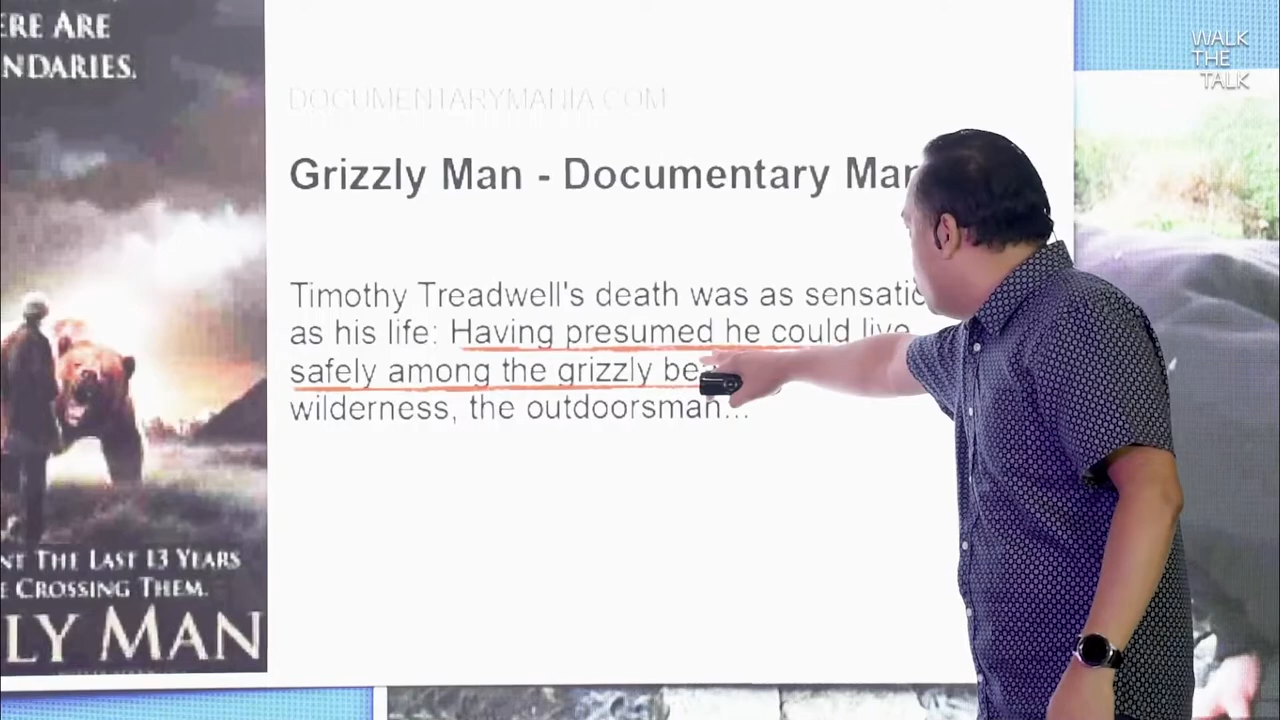 ERE ARE
NDARIES.
NT THE LAST 13 YEARS
E CROSSING THEM.
LY MAN
DOCUMENTARYMANIA.COM
Grizzly Man - Documentary Man
Timothy Treadwell's death was as sensatio
as his life: Having presumed he could live
safely among the grizzly bea
wilderness, the outdoorsman...
WALK
THE
TALK